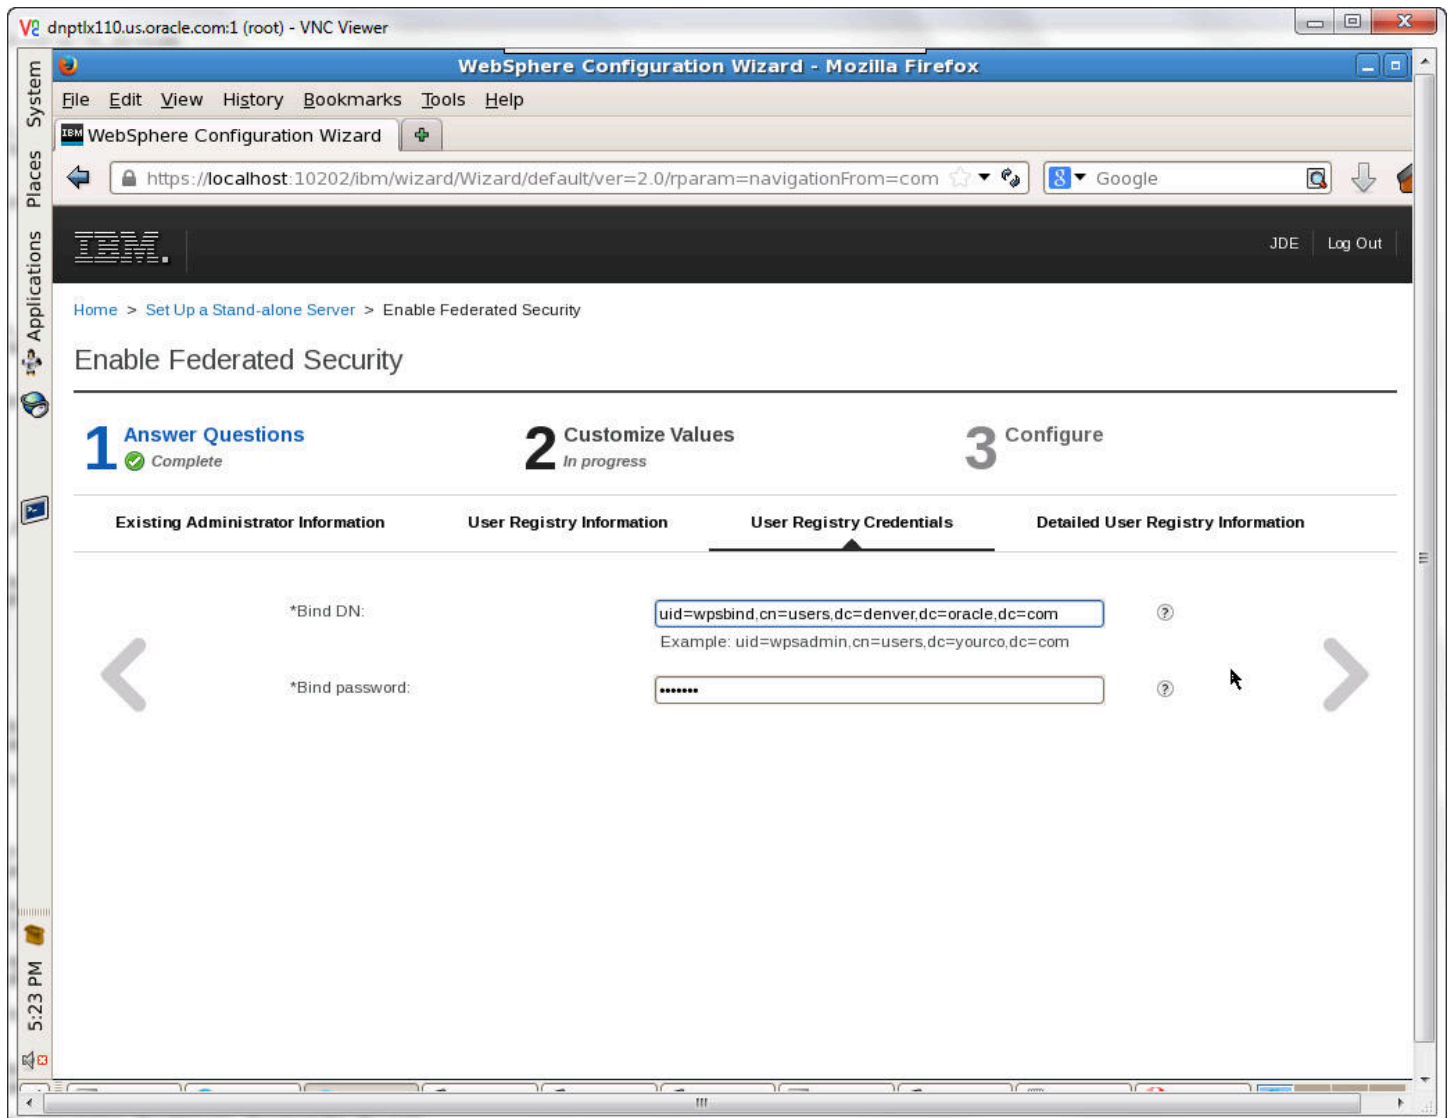 dnptlx110.us.oracle.com:1 (root) - VNC Viewer
WebSphere Configuration Wizard - Mozilla Firefox
File Edit View History Bookmarks Tools Help
WebSphere Configuration Wizard
https://localhost:10202/ibm/wizard/Wizard/default/ver=2.0/rparam=navigationFrom=com
Google
IBM.
JDE Log Out
Home > Set Up a Stand-alone Server > Enable Federated Security
Enable Federated Security
1 Answer Questions
Complete
2 Customize Values
In progress
3 Configure
Existing Administrator Information User Registry Information User Registry Credentials Detailed User Registry Information
*Bind DN: uid=wpsbind,cn=users,dc=denver,dc=oracle,dc=com
Example: uid=wpsadmin,cn=users,dc=yourco,dc=com
*Bind password: •••••••
System
Places
Applications
5:23 PM